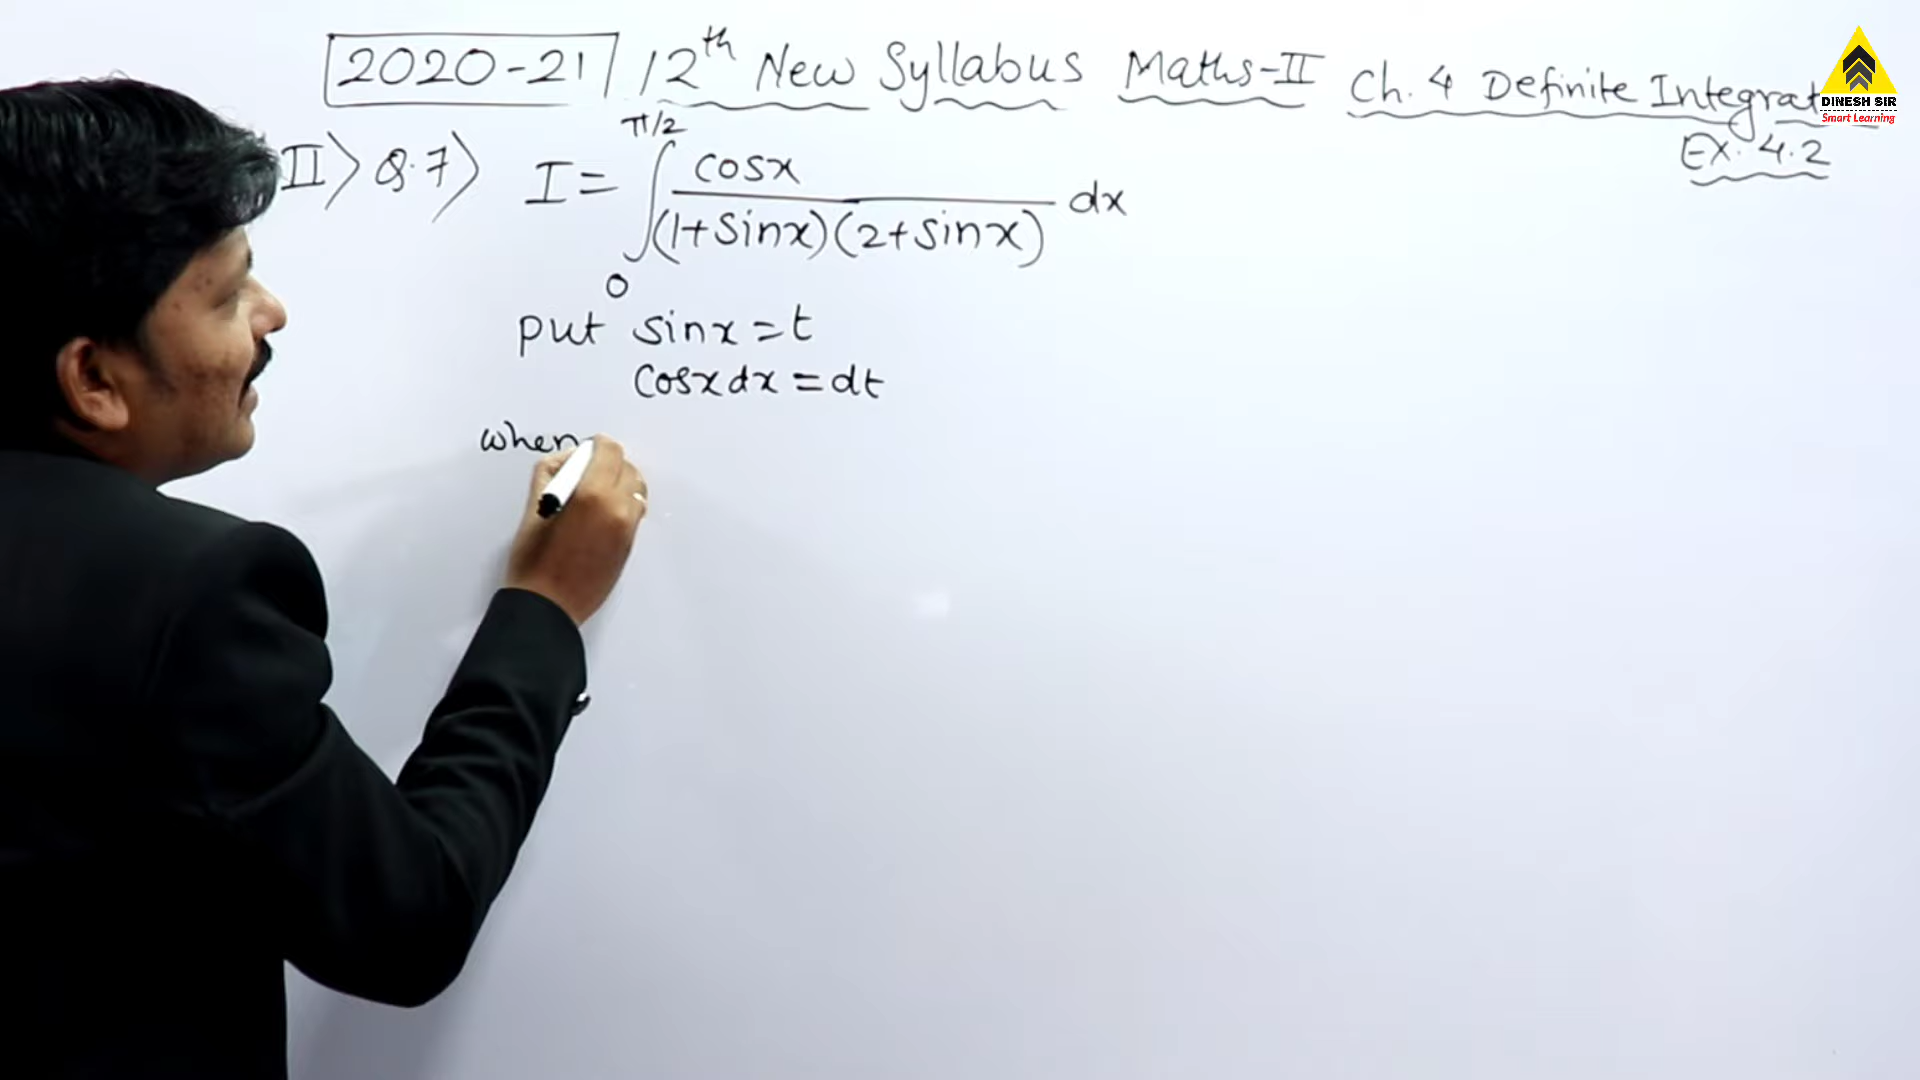 2020-21 12th New Syllabus Maths-II Ch. 4 Definite Integrat
DINESH SIR
Smart Learning
Ex. 4.2
II> Q.7> I = ∫₀^(π/2) cosx / (1+sinx)(2+sinx) dx
put sinx = t
cosx dx = dt
when